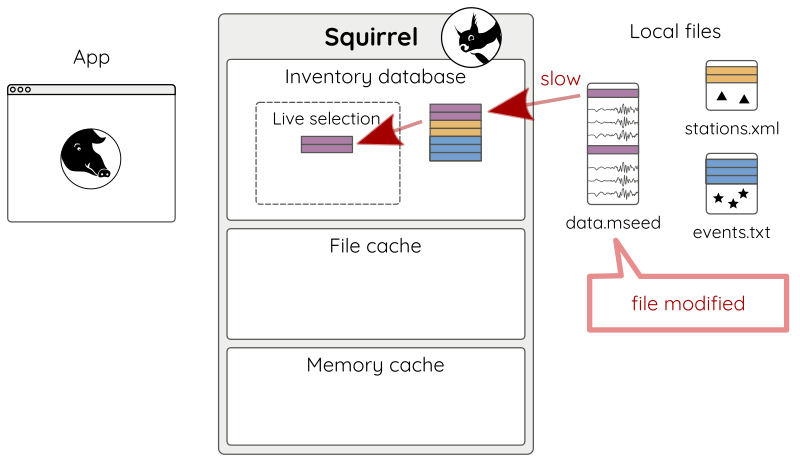 App
Squirrel
Local files
Inventory database
Live selection
slow
stations.xml
data.mseed
events.txt
File cache
file modified
Memory cache